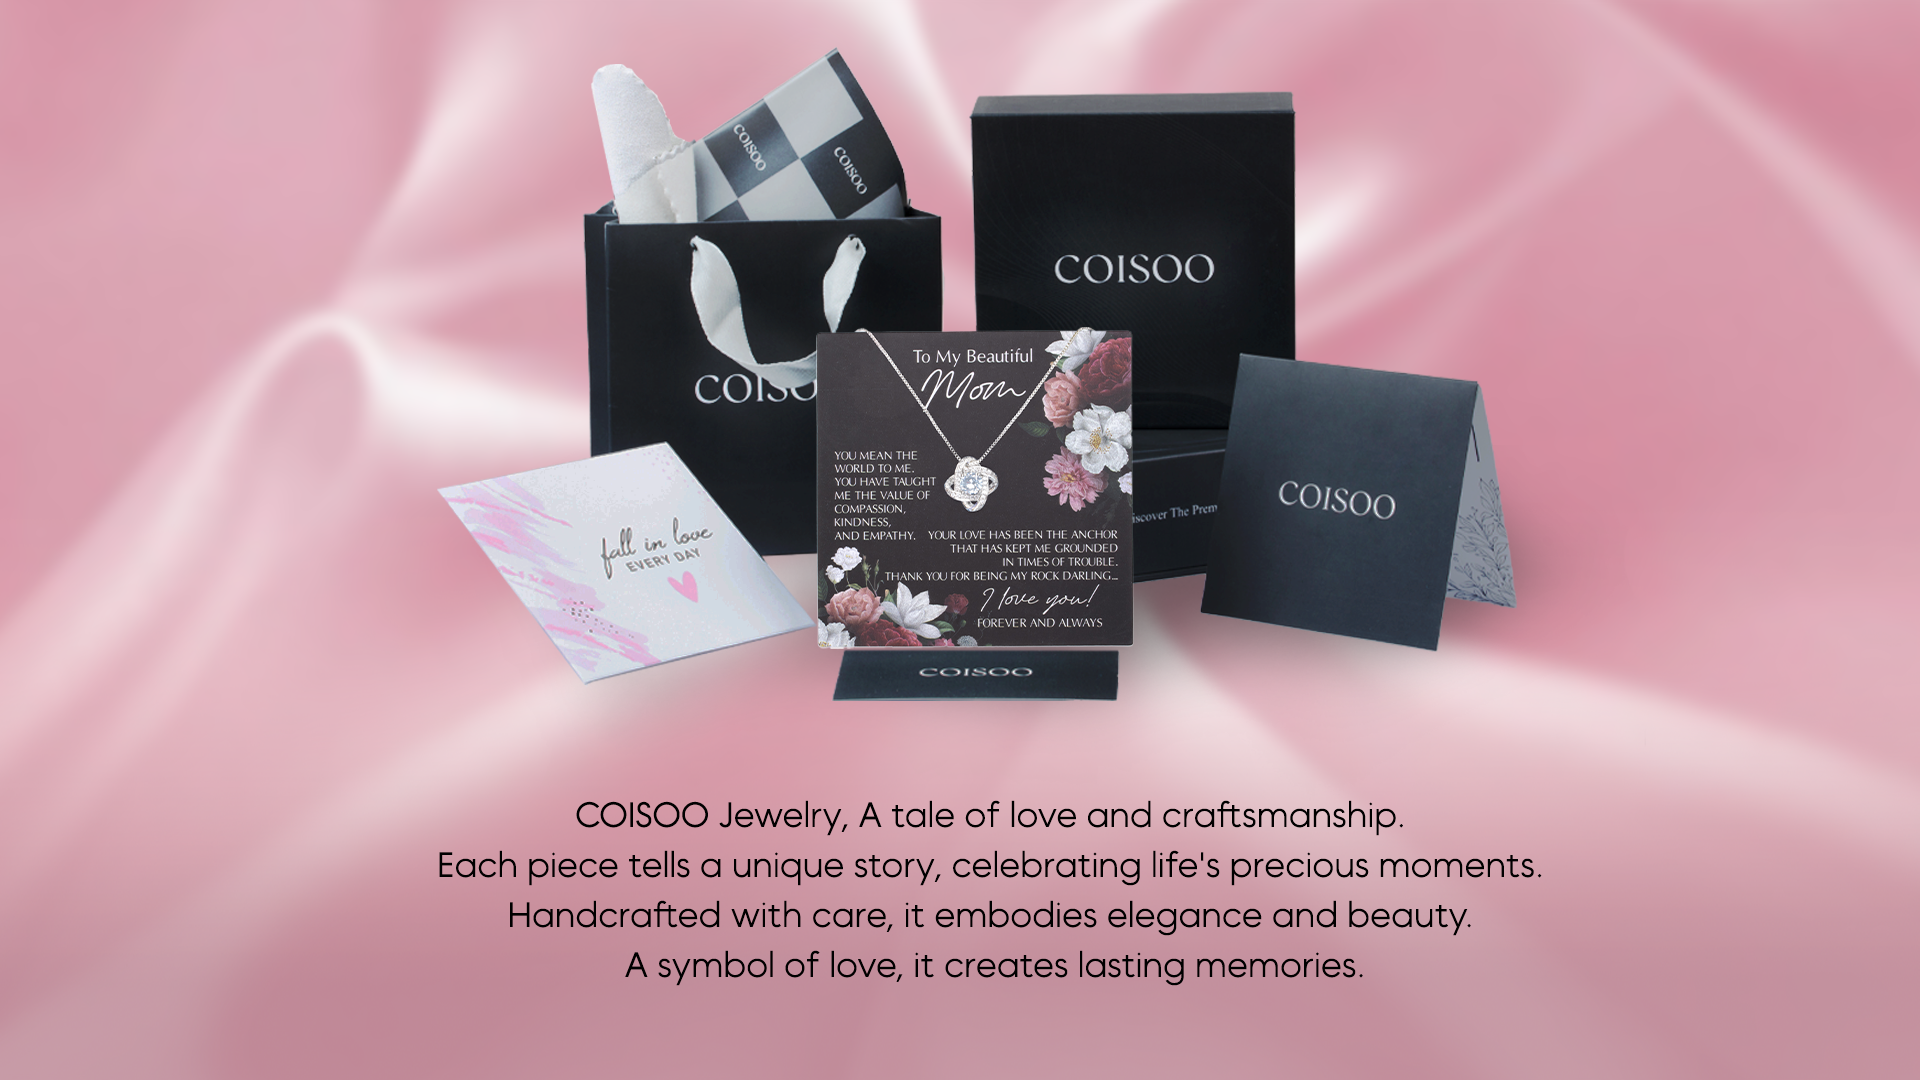 COISOO
COISOO
COISOO
To My Beautiful
Mom
COISO
YOU MEAN THE
WORLD TO ME.
YOU HAVE TAUGHT
ME THE VALUE OF
COMPASSION,
KINDNESS,
AND EMPATHY.
YOUR LOVE HAS BEEN THE ANCHOR
THAT HAS KEPT ME GROUNDED
IN TIMES OF TROUBLE.
THANK YOU FOR BEING MY ROCK DARLING...
I love you!
FOREVER AND ALWAYS
COISOO
iscover The Prem
fall in love
EVERY DAY
COISOO
COISOO Jewelry, A tale of love and craftsmanship.
Each piece tells a unique story, celebrating life's precious moments.
Handcrafted with care, it embodies elegance and beauty.
A symbol of love, it creates lasting memories.